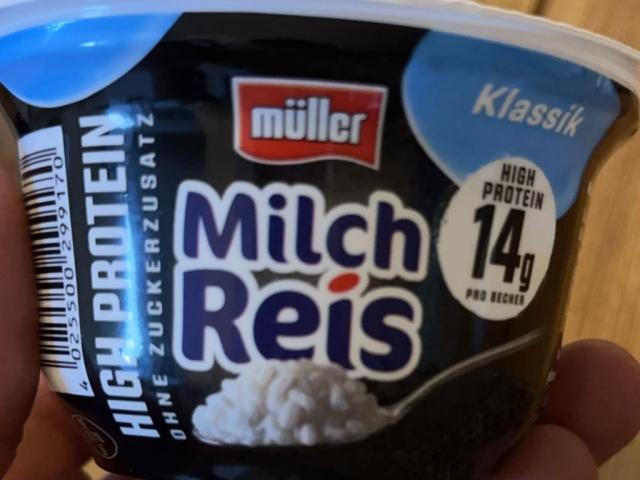 müller
Klassik
Milch
Reis
HIGH
PROTEIN
14g
PRO BECHER
HIGH PROTEIN
OHNE ZUCKERZUSATZ
4 025500 299170